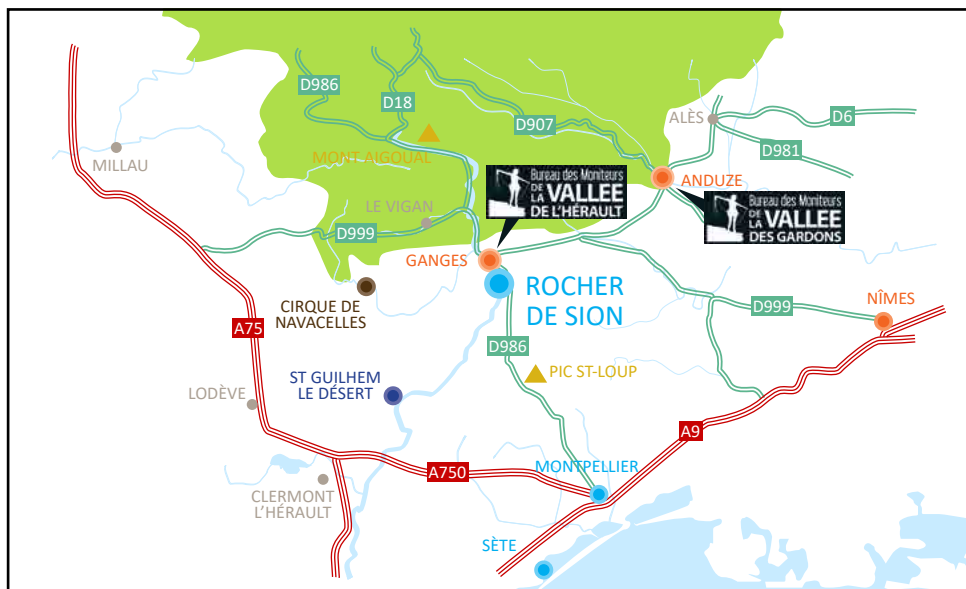 D986
D18
D907
ALÈS
D6
D981
MILLAU
MONT AIGOUAL
Bureau des Moniteurs
DE LA VALLEE
DE L'HÉRAULT
ANDUZE
Bureau des Moniteurs
DE LA VALLEE
DES GARDONS
LE VIGAN
D999
GANGES
ROCHER
DE SION
CIRQUE DE
NAVACELLES
NÎMES
D999
A75
D986
PIC ST-LOUP
ST GUILHEM
LE DÉSERT
LODÈVE
A9
A750
MONTPELLIER
CLERMONT
L'HÉRAULT
SÈTE